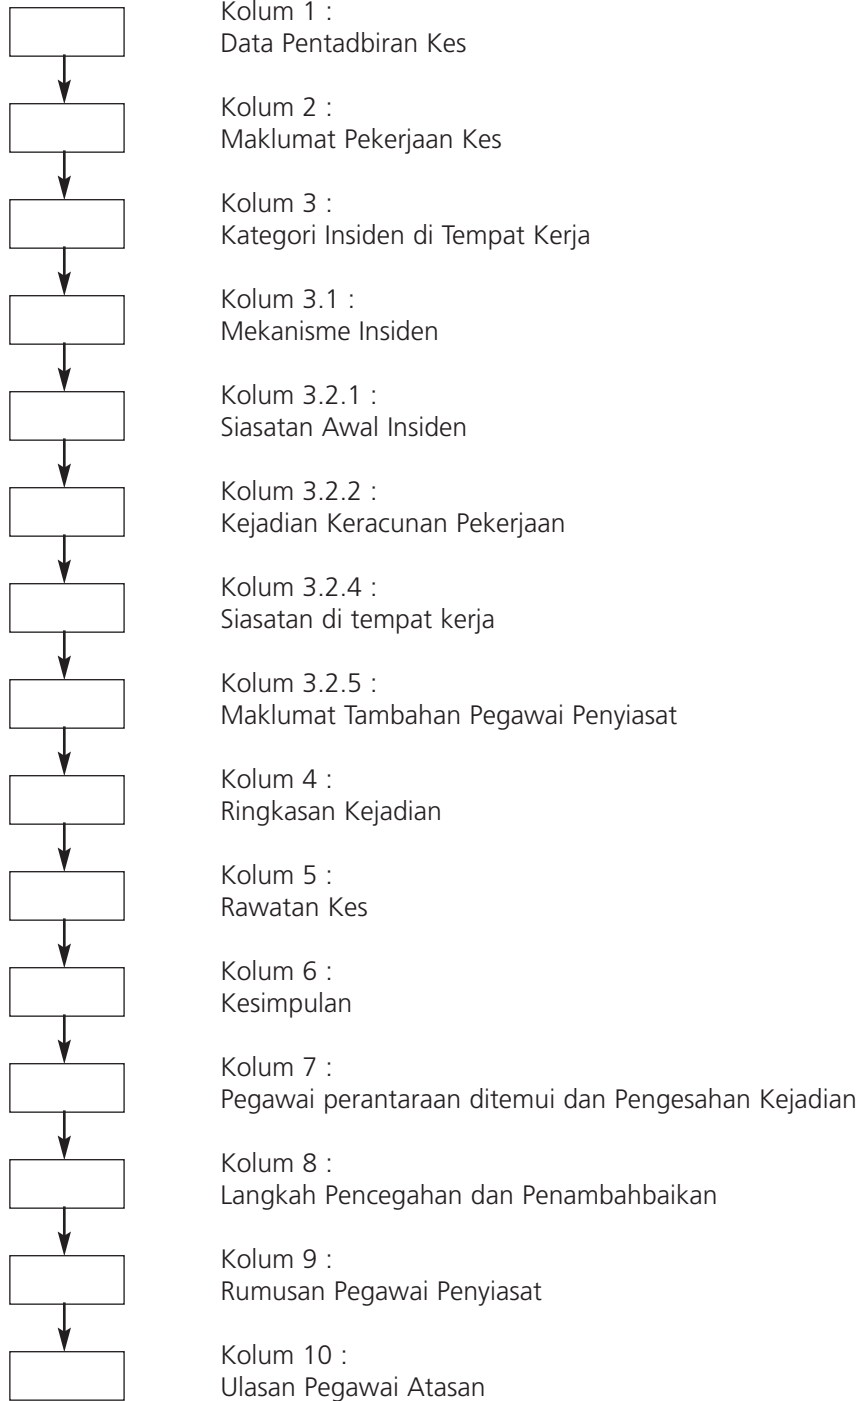 Kolum 1 :
Data Pentadbiran Kes
Kolum 2 :
Maklumat Pekerjaan Kes
Kolum 3 :
Kategori Insiden di Tempat Kerja
Kolum 3.1 :
Mekanisme Insiden
Kolum 3.2.1 :
Siasatan Awal Insiden
Kolum 3.2.2 :
Kejadian Keracunan Pekerjaan
Kolum 3.2.4 :
Siasatan di tempat kerja
Kolum 3.2.5 :
Maklumat Tambahan Pegawai Penyiasat
Kolum 4 :
Ringkasan Kejadian
Kolum 5 :
Rawatan Kes
Kolum 6 :
Kesimpulan
Kolum 7 :
Pegawai perantaraan ditemui dan Pengesahan Kejadian
Kolum 8 :
Langkah Pencegahan dan Penambahbaikan
Kolum 9 :
Rumusan Pegawai Penyiasat
Kolum 10 :
Ulasan Pegawai Atasan